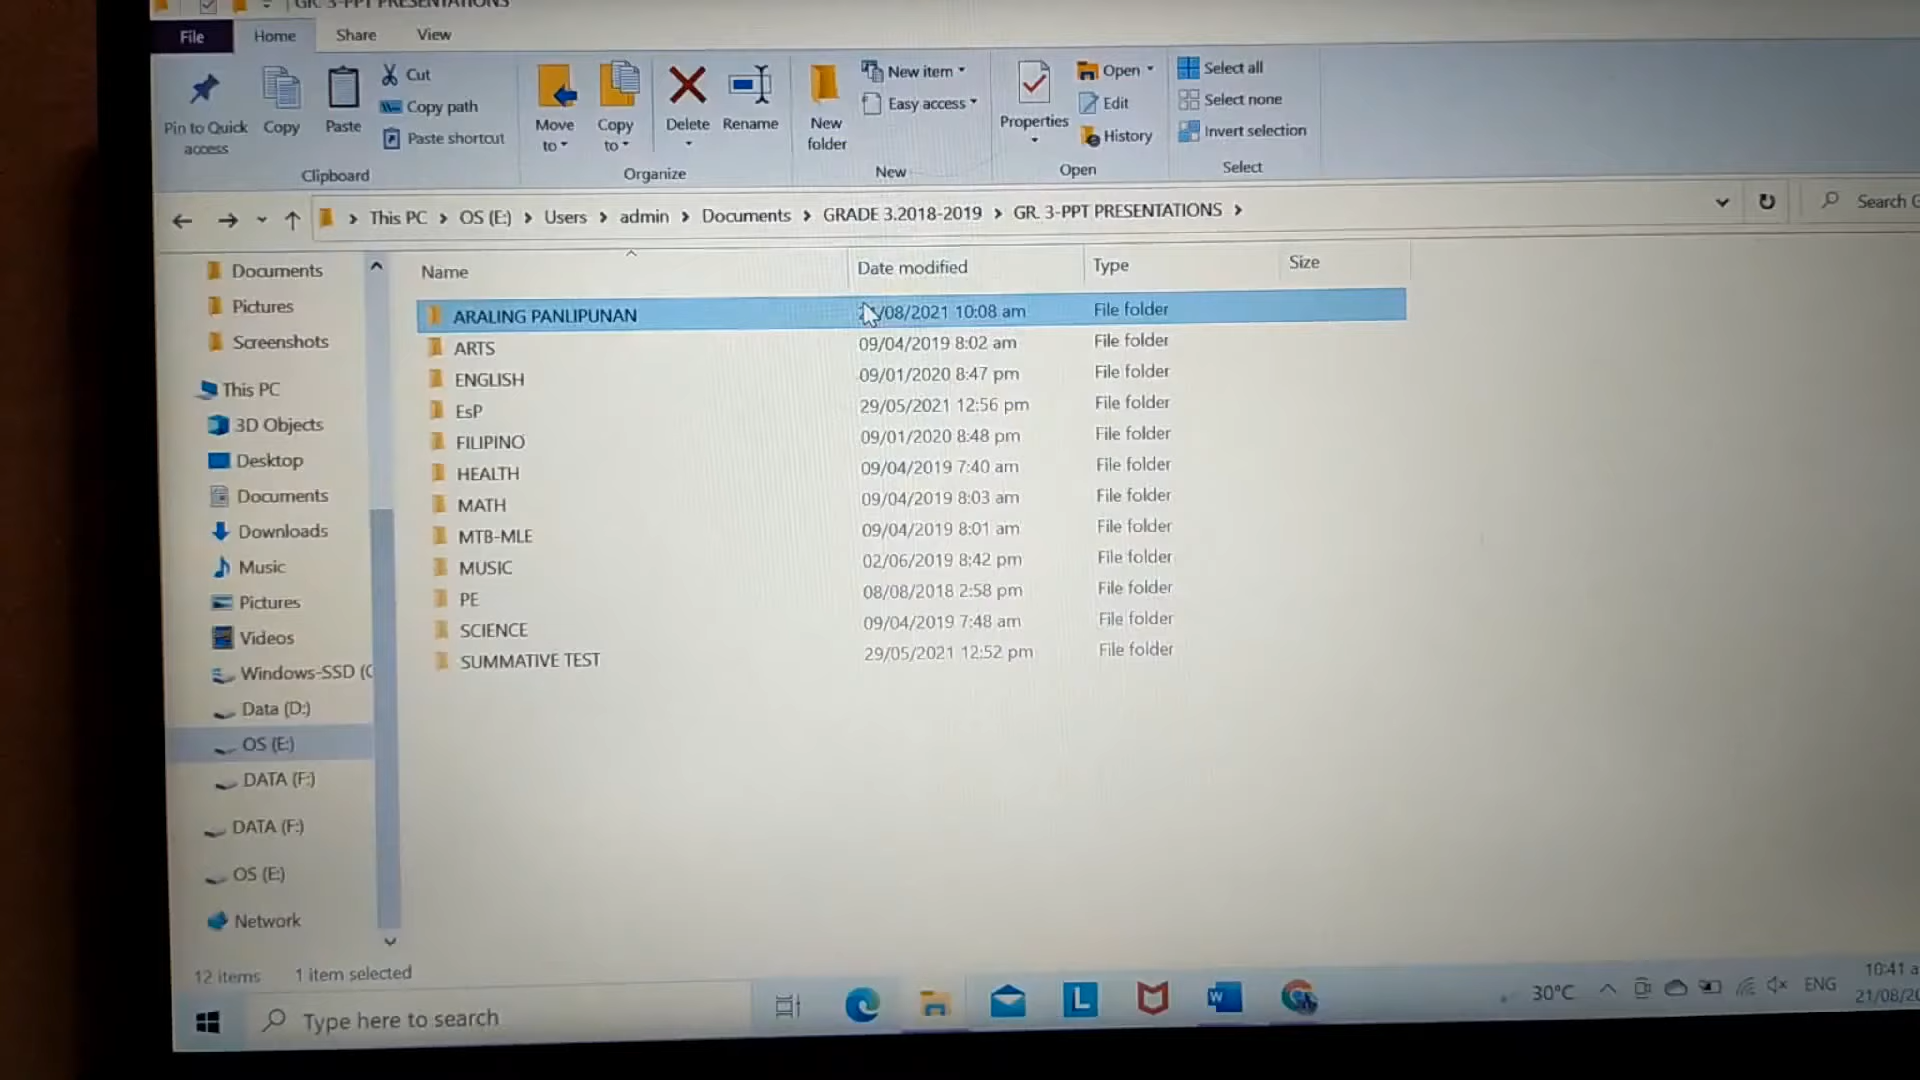 GR. 3-PPT PRESENTATIONS
File Home Share View
Pin to Quick access
Copy
Paste
Cut
Copy path
Paste shortcut
Clipboard
Move to
Copy to
Delete
Rename
Organize
New folder
New item
Easy access
New
Properties
Open
Edit
History
Open
Select all
Select none
Invert selection
Select
This PC > OS (E:) > Users > admin > Documents > GRADE 3.2018-2019 > GR. 3-PPT PRESENTATIONS >
Search
Documents
Pictures
Screenshots
This PC
3D Objects
Desktop
Documents
Downloads
Music
Pictures
Videos
Windows-SSD (C
Data (D:)
OS (E:)
DATA (F:)
DATA (F:)
OS (E:)
Network
Name Date modified Type Size
ARALING PANLIPUNAN /08/2021 10:08 am File folder
ARTS 09/04/2019 8:02 am File folder
ENGLISH 09/01/2020 8:47 pm File folder
EsP 29/05/2021 12:56 pm File folder
FILIPINO 09/01/2020 8:48 pm File folder
HEALTH 09/04/2019 7:40 am File folder
MATH 09/04/2019 8:03 am File folder
MTB-MLE 09/04/2019 8:01 am File folder
MUSIC 02/06/2019 8:42 pm File folder
PE 08/08/2018 2:58 pm File folder
SCIENCE 09/04/2019 7:48 am File folder
SUMMATIVE TEST 29/05/2021 12:52 pm File folder
12 items 1 item selected
Type here to search
L
W
30°C
ENG
10:41 a
21/08/20